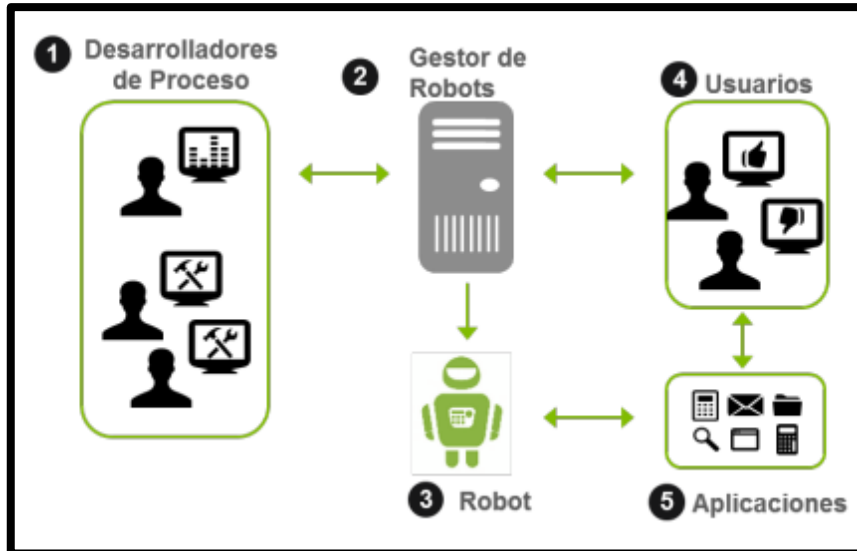 1 Desarrolladores
de Proceso
2 Gestor de
Robots
4 Usuarios
3 Robot
5 Aplicaciones